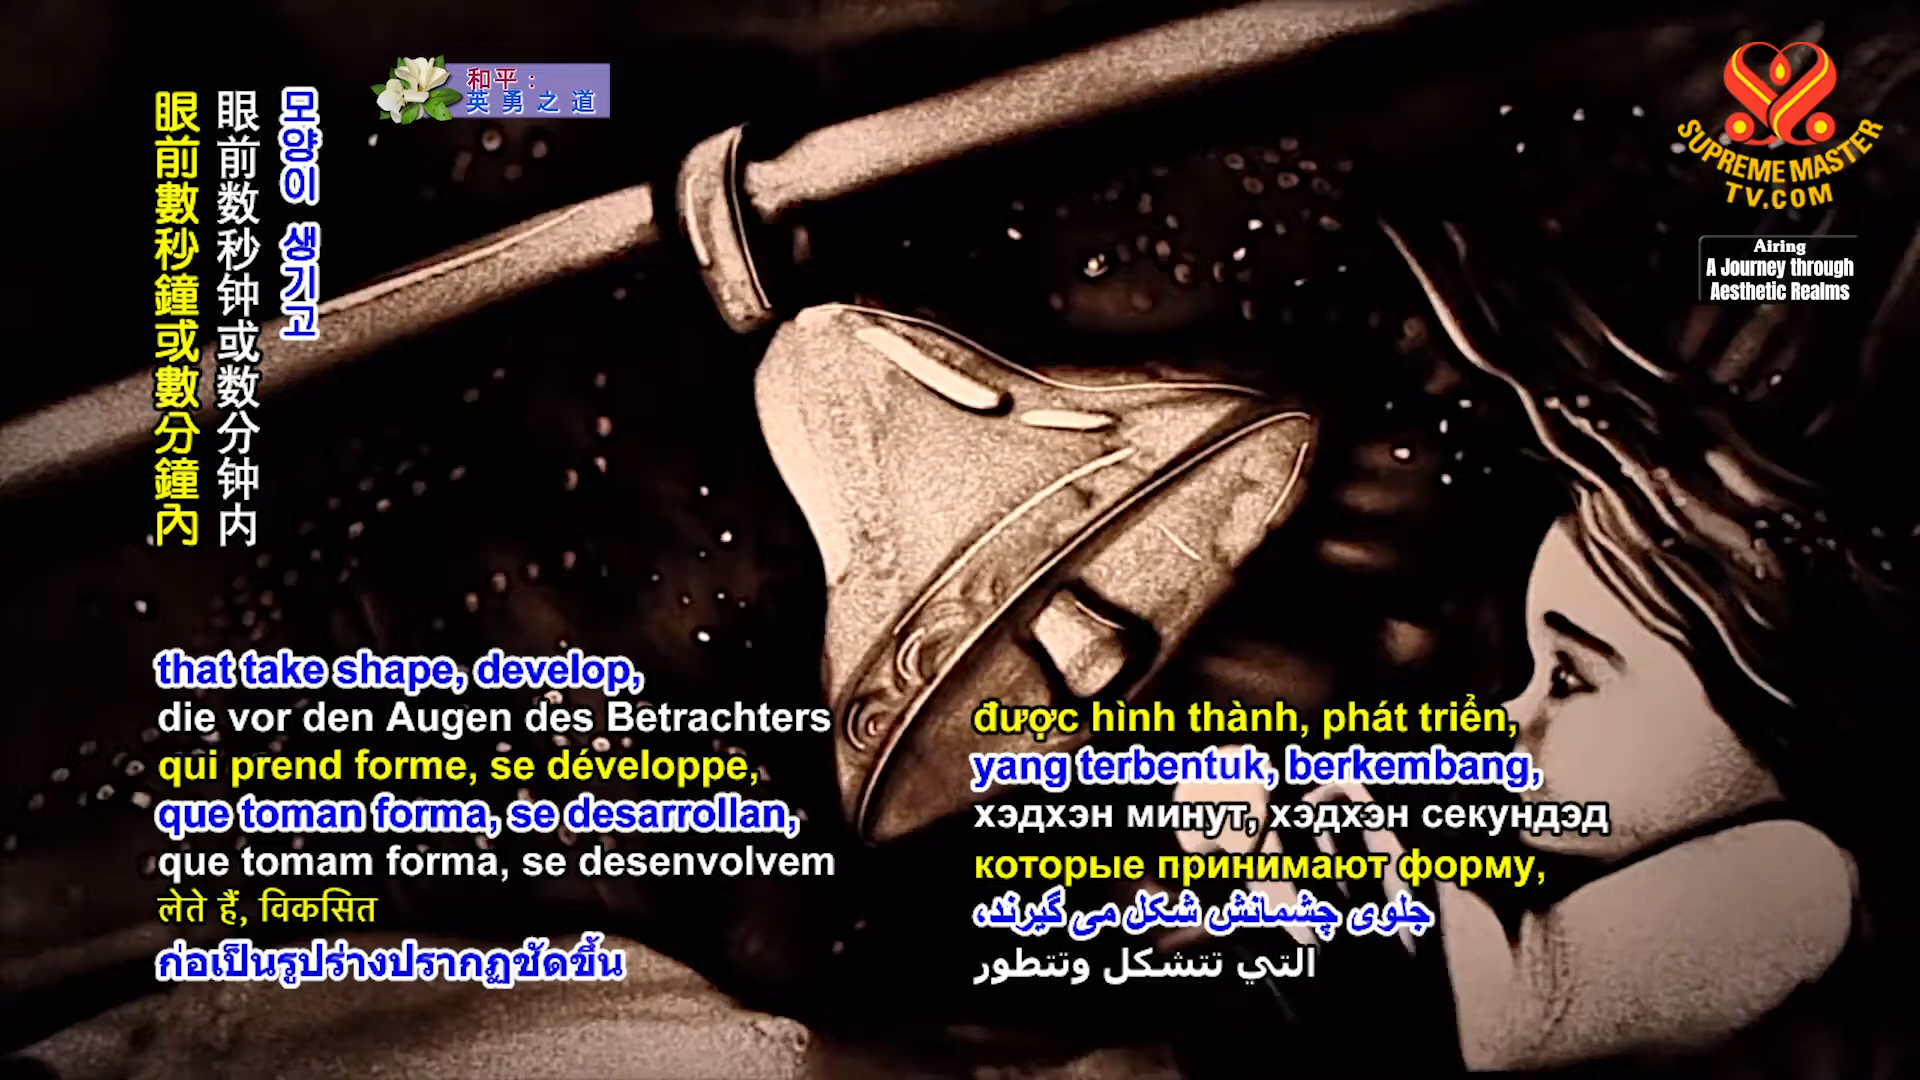 眼前數秒鐘或數分鐘內
眼前数秒钟或数分钟内
모양이 생기고
和平：
英勇之道
SUPREME MASTER
TV.COM
Airing
A Journey through
Aesthetic Realms
that take shape, develop,
die vor den Augen des Betrachters
qui prend forme, se développe,
que toman forma, se desarrollan,
que tomam forma, se desenvolvem
लेते हैं, विकसित
ก่อเป็นรูปร่างปรากฏชัดขึ้น
được hình thành, phát triển,
yang terbentuk, berkembang,
хэдхэн минут, хэдхэн секундэд
которые принимают форму,
جلوی چشمانش شکل می گیرند،
التي تتشكل وتتطور